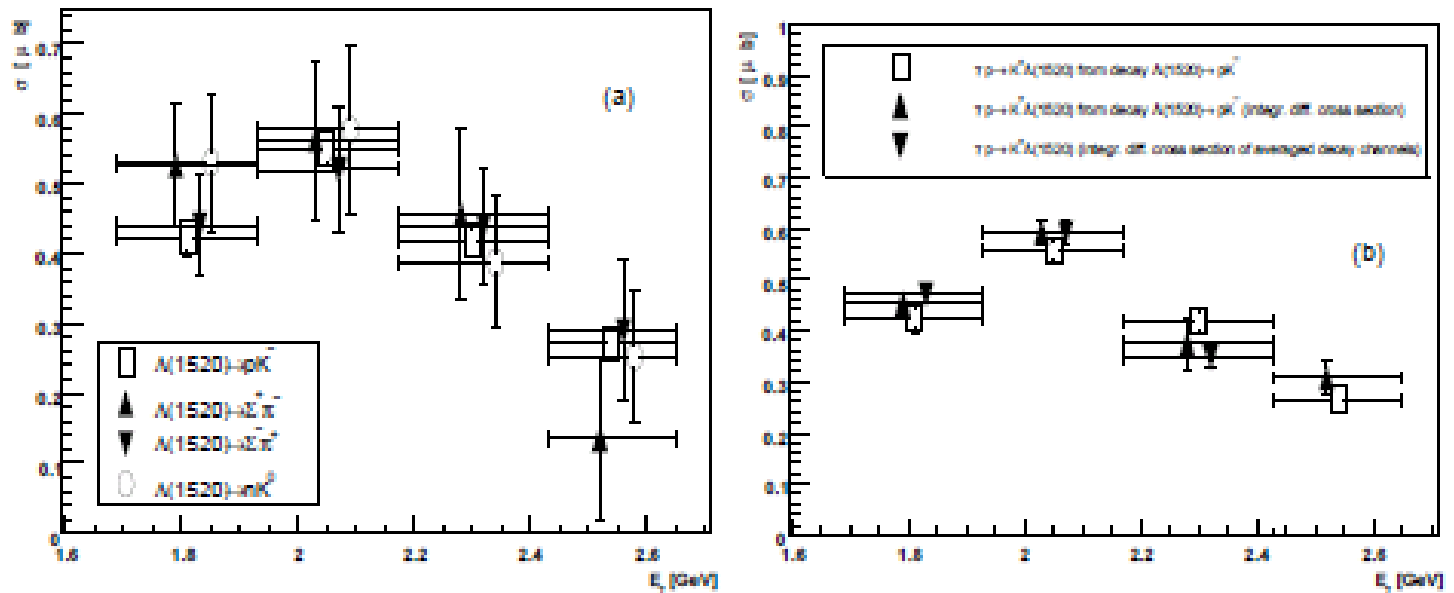 σ [ μ b]
0.7
0.6
0.5
0.4
0.3
0.2
0.1
0
(a)
Λ(1520)→pK⁻
Λ(1520)→Σ⁺π⁻
Λ(1520)→Σ⁻π⁺
Λ(1520)→nK⁰
1.6 1.8 2 2.2 2.4 2.6
E_γ [GeV]
σ [ μ b]
1
0.9
0.8
0.7
0.6
0.5
0.4
0.3
0.2
0.1
0
γp→K⁺Λ(1520) from decay Λ(1520)→pK⁻
γp→K⁺Λ(1520) from decay Λ(1520)→pK⁻ (integr. diff. cross section)
γp→K⁺Λ(1520) (integr. diff. cross section of averaged decay channels)
(b)
1.6 1.8 2 2.2 2.4 2.6
E_γ [GeV]